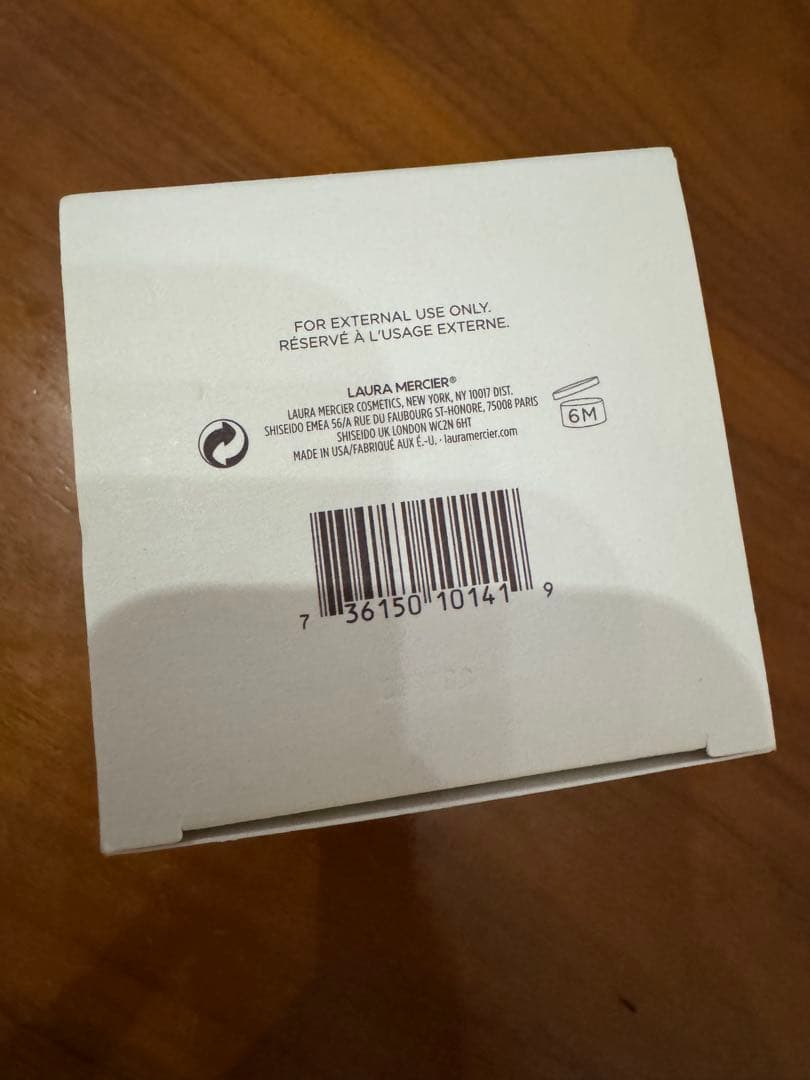 FOR EXTERNAL USE ONLY.
RÉSERVÉ À L'USAGE EXTERNE.
LAURA MERCIER®
LAURA MERCIER COSMETICS, NEW YORK, NY 10017 DIST.
SHISEIDO EMEA 56/A RUE DU FAUBOURG ST-HONORE, 75008 PARIS
SHISEIDO UK LONDON WC2N 6HT
MADE IN USA/FABRIQUÉ AUX É.-U. · lauramercier.com
6M
7 36150 10141 9